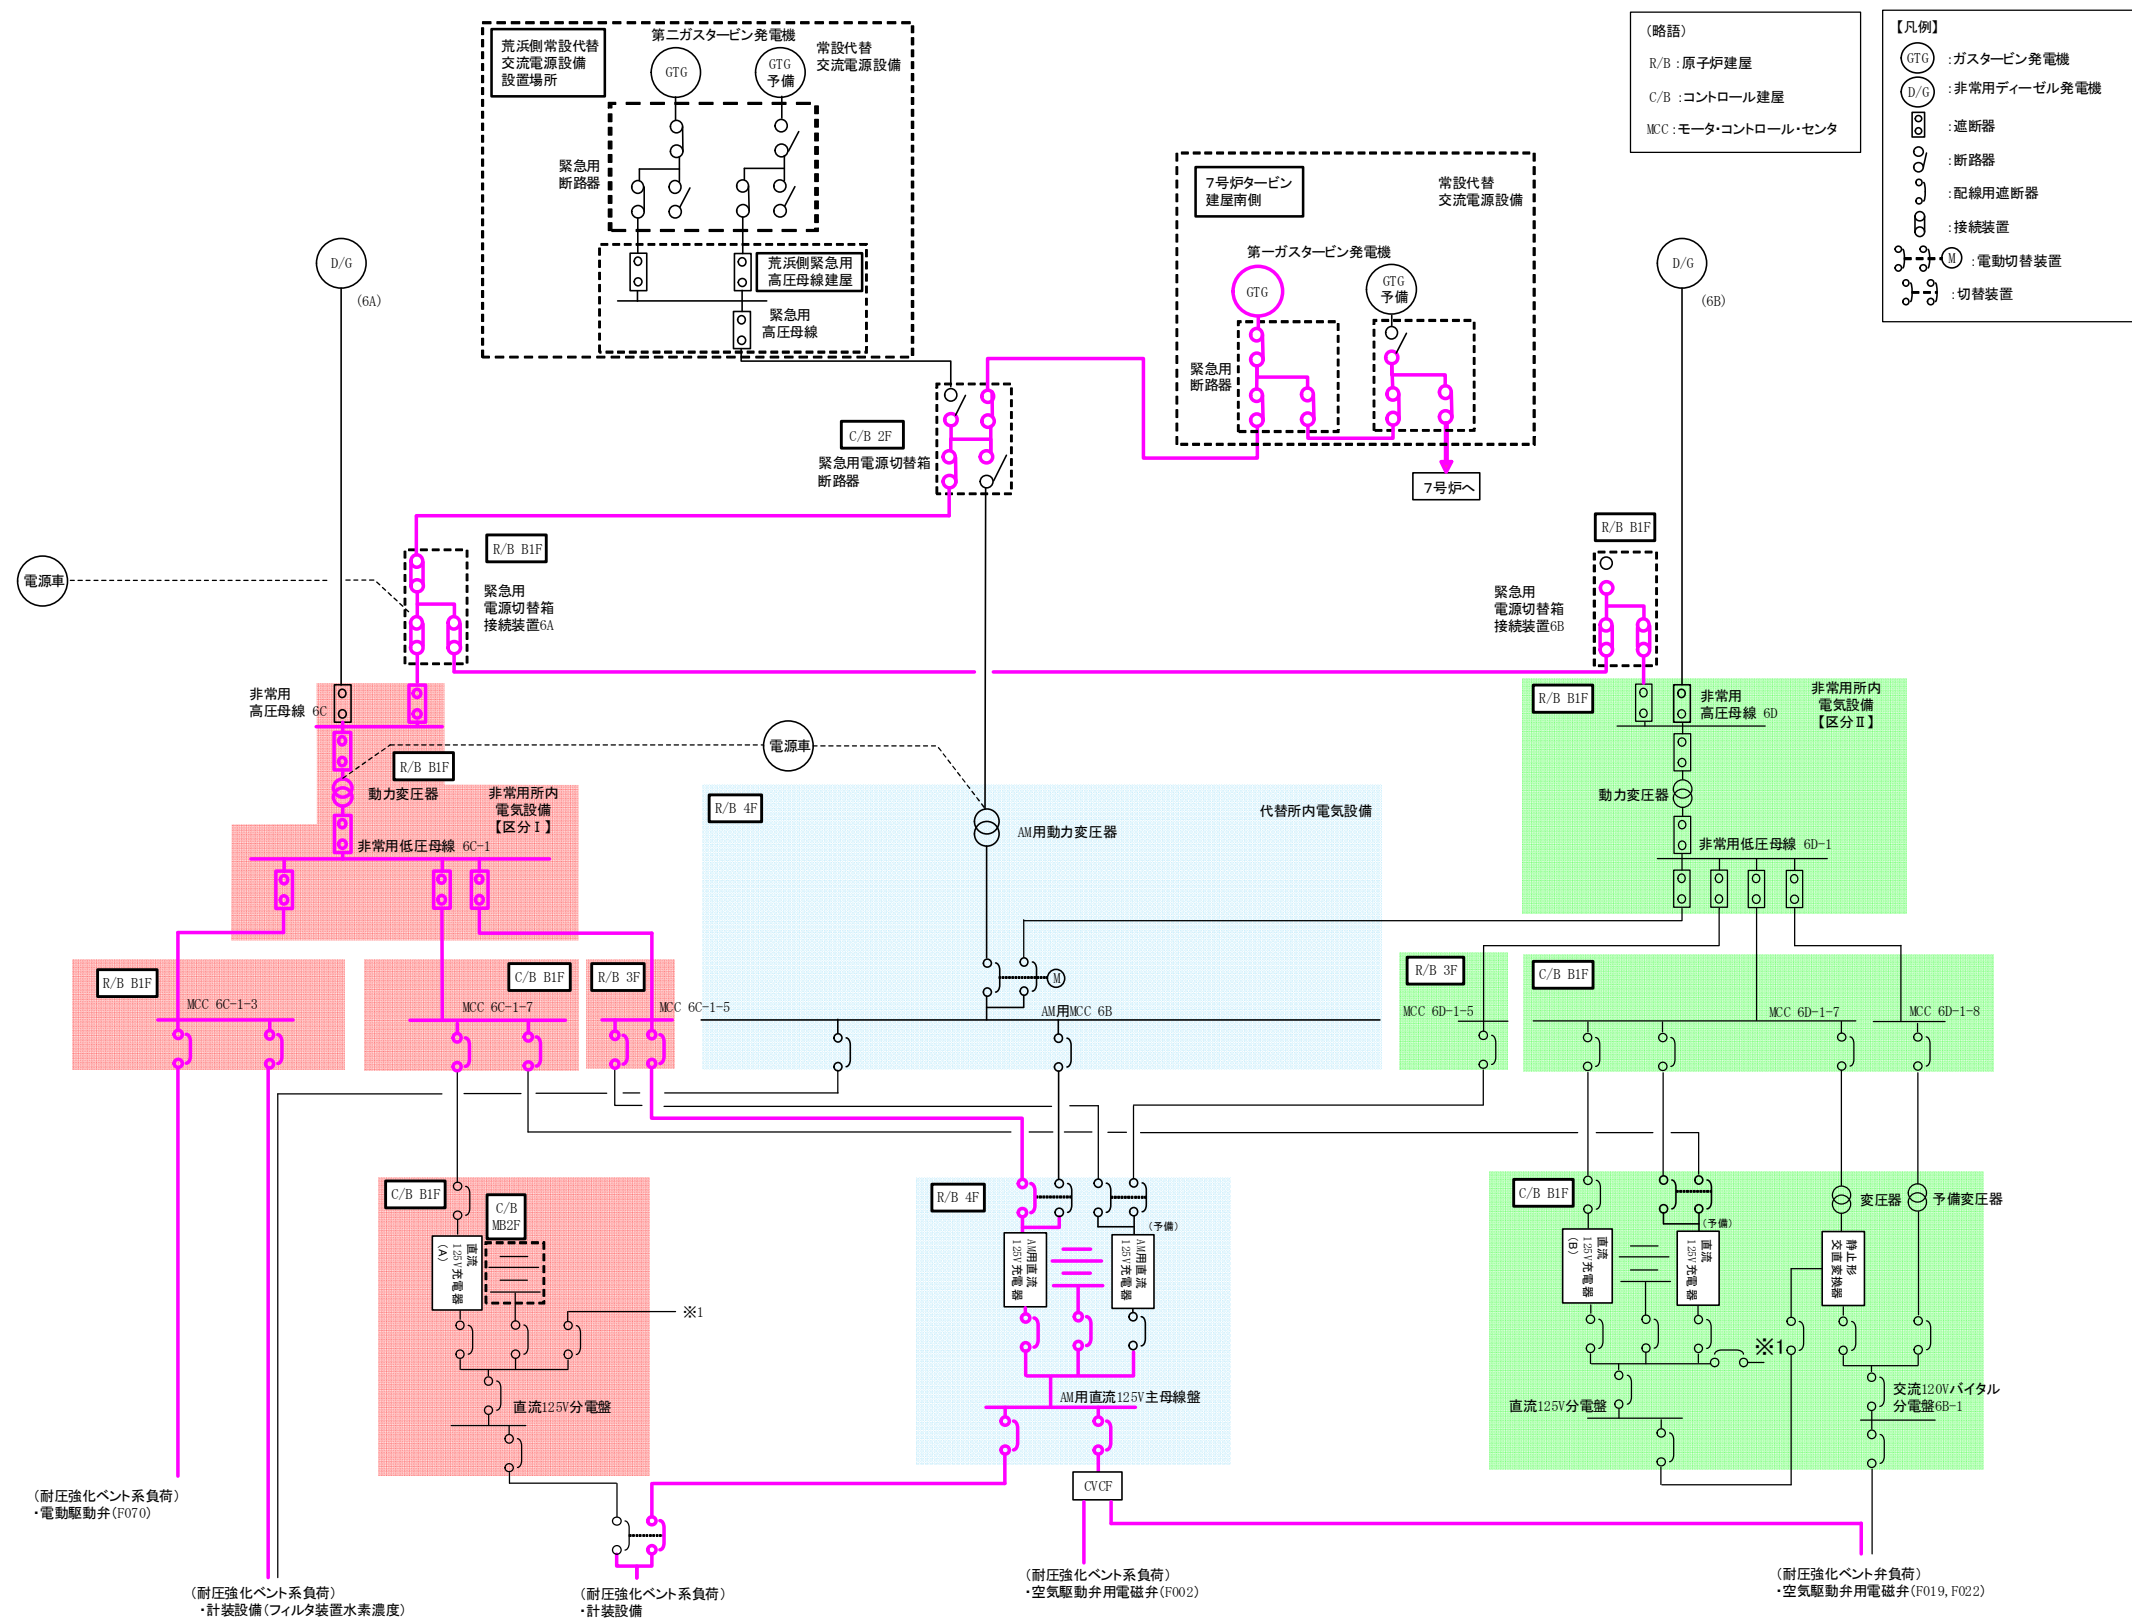 荒浜側常設代替
交流電源設備
設置場所
第二ガスタービン発電機
GTG
GTG
予備
常設代替
交流電源設備
緊急用
断路器
荒浜側緊急用
高圧母線建屋
緊急用
高圧母線
(略語)
R/B :原子炉建屋
C/B :コントロール建屋
MCC :モータ・コントロール・センタ
【凡例】
GTG :ガスタービン発電機
D/G :非常用ディーゼル発電機
:遮断器
:断路器
:配線用遮断器
:接続装置
M :電動切替装置
:切替装置
7号炉タービン
建屋南側
常設代替
交流電源設備
第一ガスタービン発電機
GTG
GTG
予備
緊急用
断路器
7号炉へ
D/G
(6A)
D/G
(6B)
C/B 2F
緊急用電源切替箱
断路器
R/B B1F
緊急用
電源切替箱
接続装置6A
電源車
R/B B1F
緊急用
電源切替箱
接続装置6B
非常用
高圧母線 6C
R/B B1F
動力変圧器
非常用所内
電気設備
【区分Ⅰ】
非常用低圧母線 6C-1
電源車
R/B 4F
代替所内電気設備
AM用動力変圧器
M
AM用MCC 6B
R/B B1F
非常用
高圧母線 6D
非常用所内
電気設備
【区分Ⅱ】
動力変圧器
非常用低圧母線 6D-1
R/B B1F
MCC 6C-1-3
C/B B1F
MCC 6C-1-7
R/B 3F
MCC 6C-1-5
R/B 3F
MCC 6D-1-5
C/B B1F
MCC 6D-1-7
MCC 6D-1-8
C/B B1F
C/B
MB2F
直流
125V充電器
(A)
※1
直流125V分電盤
R/B 4F
(予備)
AM用直流
125V充電器
AM用直流
125V充電器
AM用直流125V主母線盤
CVCF
C/B B1F
(予備)
直流
125V充電器
(B)
直流
125V充電器
変圧器
予備変圧器
静止形
交直変換器
※1
直流125V分電盤
交流120Vバイタル
分電盤6B-1
(耐圧強化ベント系負荷)
・電動駆動弁(F070)
(耐圧強化ベント系負荷)
・計装設備(フィルタ装置水素濃度)
(耐圧強化ベント系負荷)
・計装設備
(耐圧強化ベント系負荷)
・空気駆動弁用電磁弁(F002)
(耐圧強化ベント弁負荷)
・空気駆動弁用電磁弁(F019,F022)